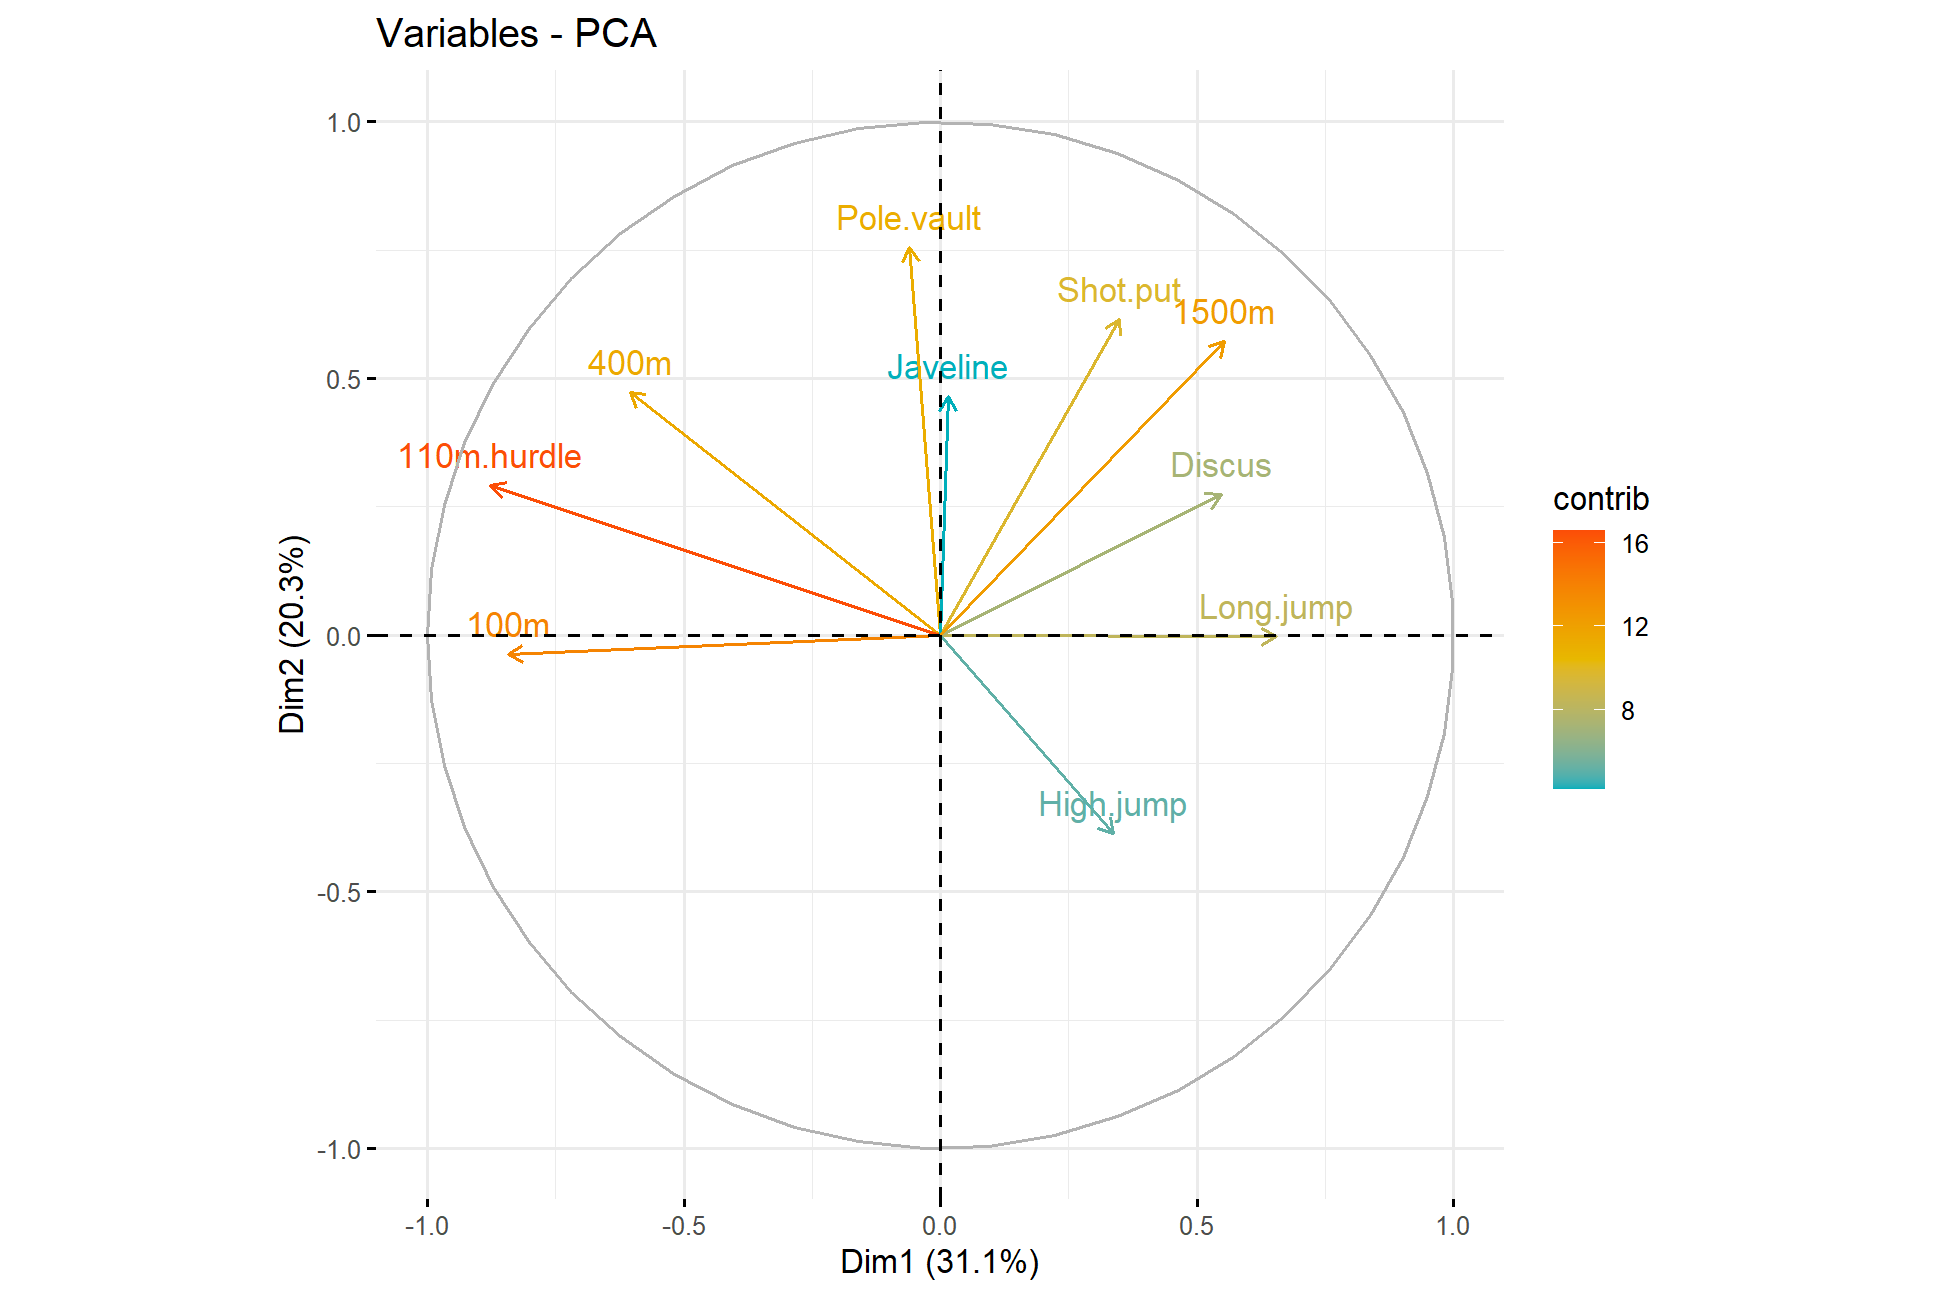 Variables - PCA
1.0
Pole.vault
Shot.put
1500m
400m
Javeline
0.5
110m.hurdle
Discus
contrib
16
100m
Long.jump
0.0
12
8
Dim2 (20.3%)
High.jump
-0.5
-1.0
-1.0
-0.5
0.0
0.5
1.0
Dim1 (31.1%)